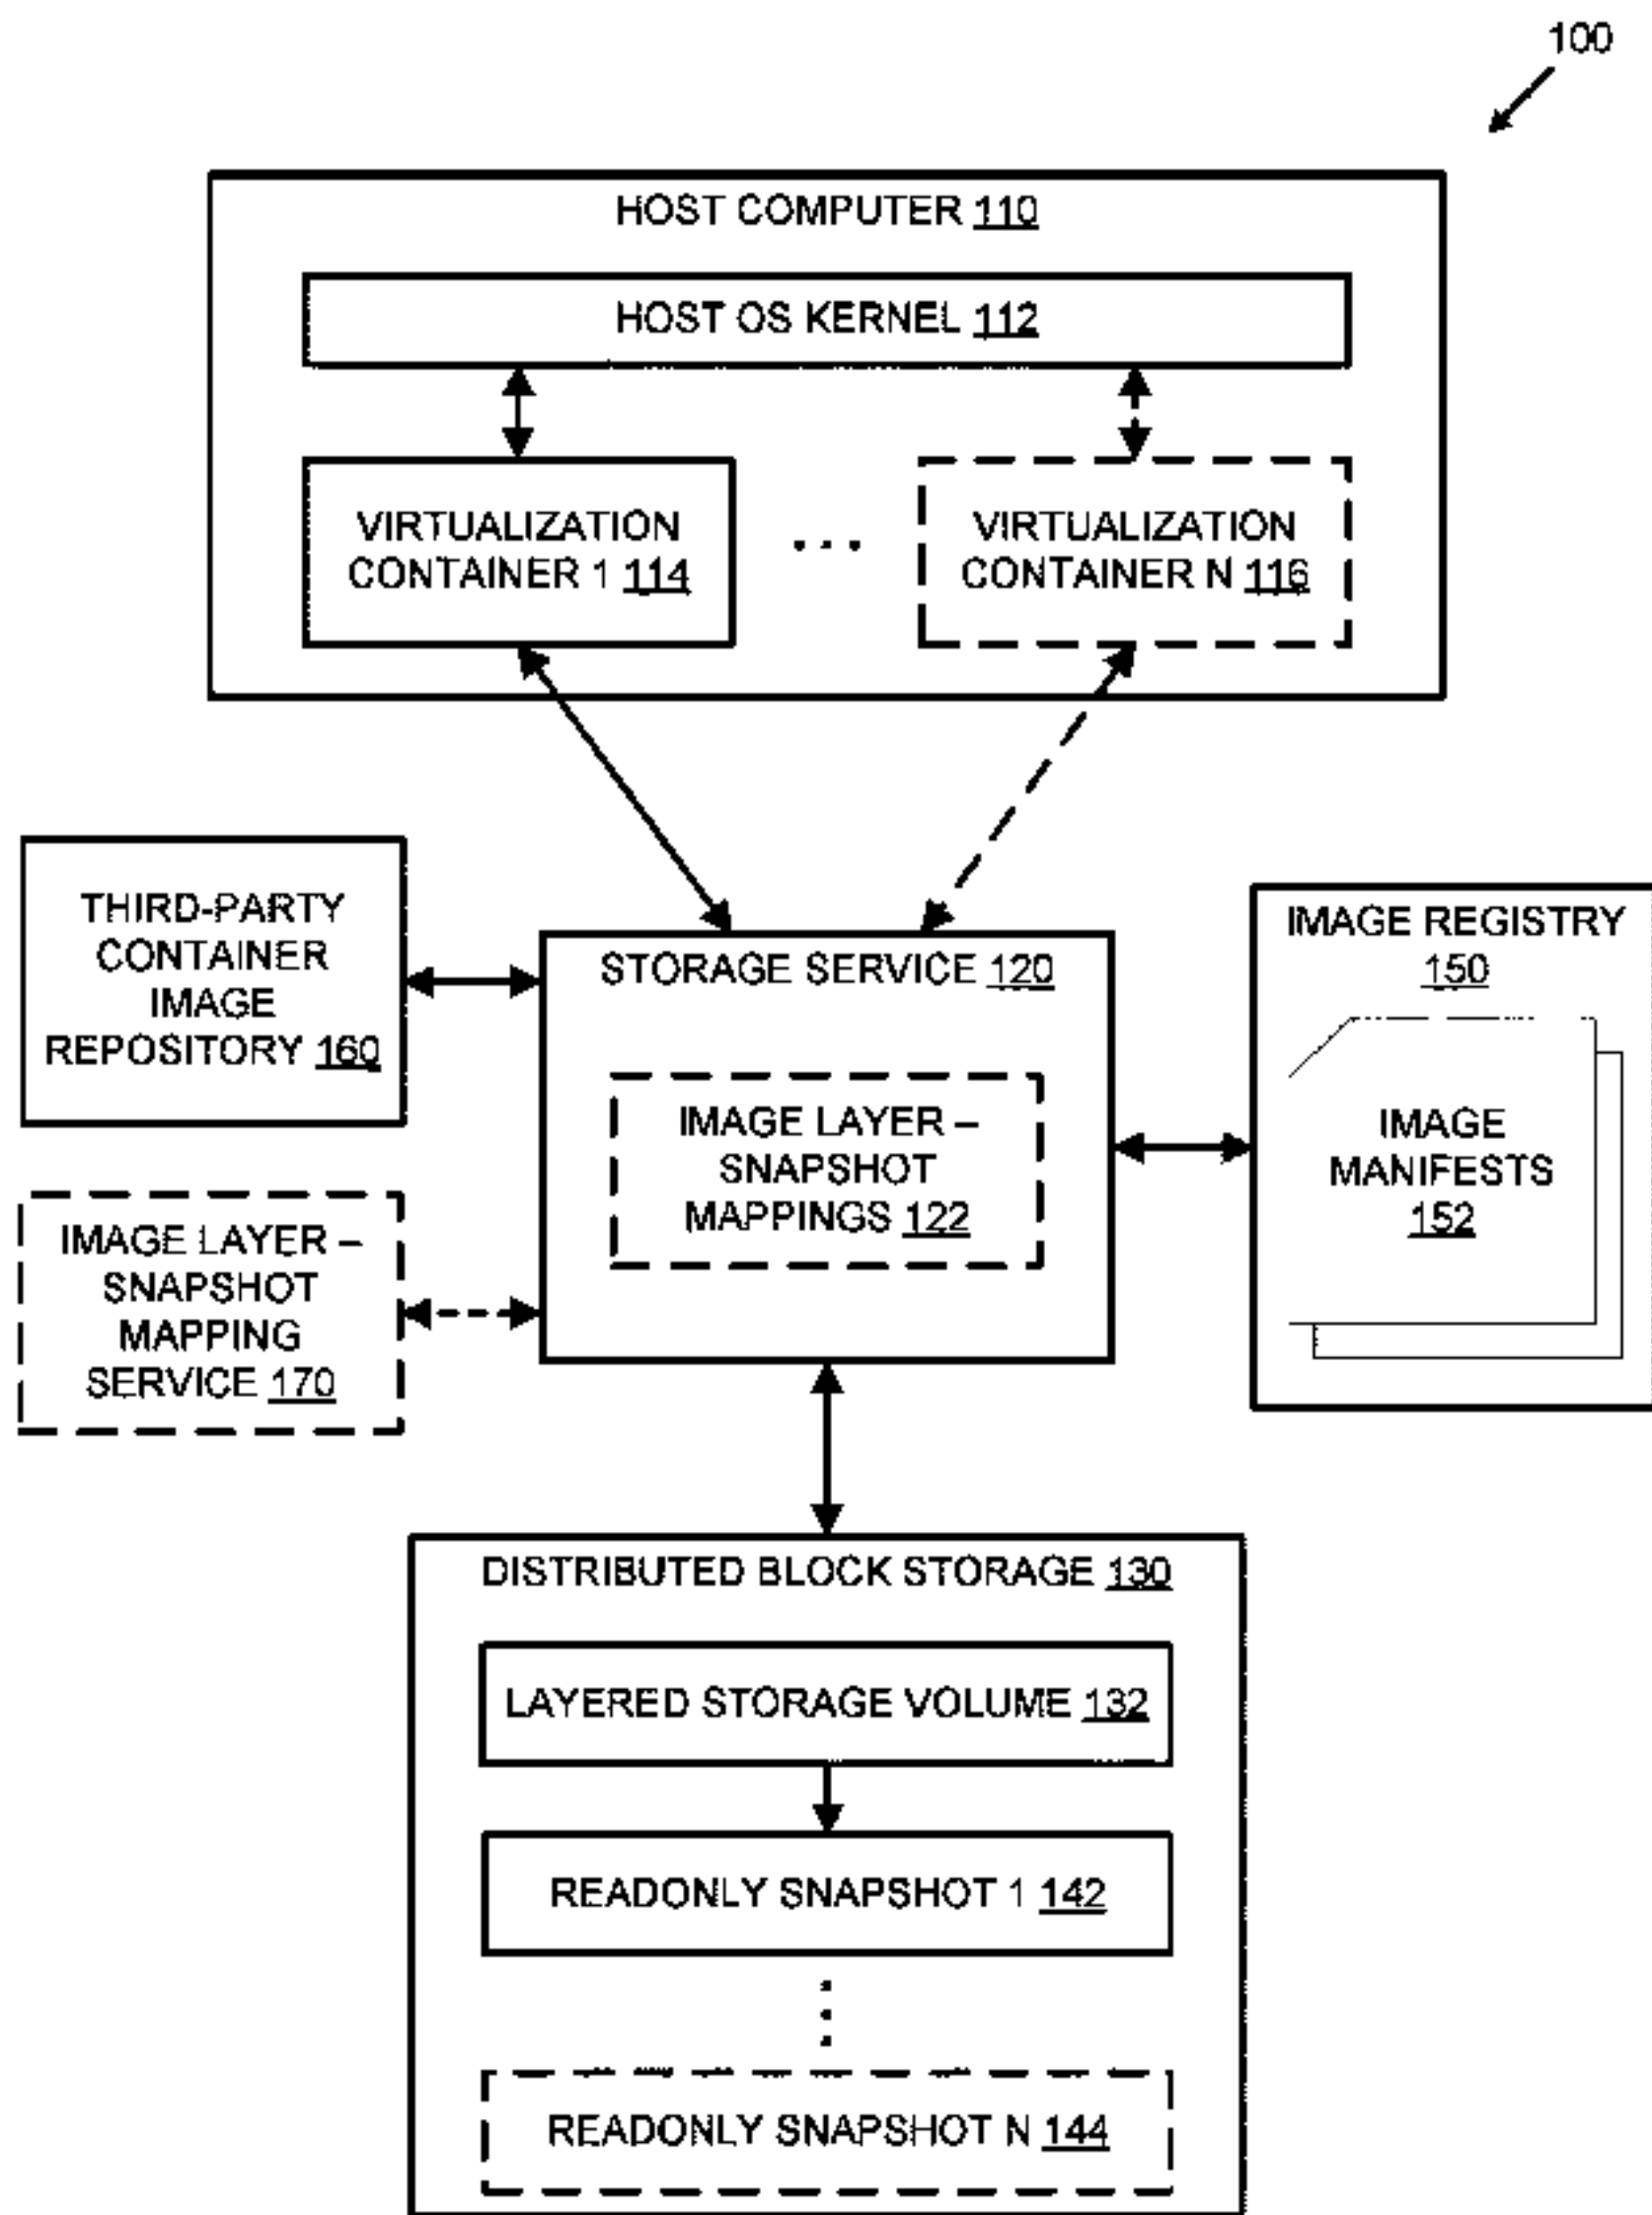 100
HOST COMPUTER 110
HOST OS KERNEL 112
VIRTUALIZATION
CONTAINER 1 114
...
VIRTUALIZATION
CONTAINER N 116
THIRD-PARTY
CONTAINER
IMAGE
REPOSITORY 160
STORAGE SERVICE 120
IMAGE LAYER –
SNAPSHOT
MAPPINGS 122
IMAGE REGISTRY
150
IMAGE
MANIFESTS
152
IMAGE LAYER –
SNAPSHOT
MAPPING
SERVICE 170
DISTRIBUTED BLOCK STORAGE 130
LAYERED STORAGE VOLUME 132
READONLY SNAPSHOT 1 142
...
READONLY SNAPSHOT N 144